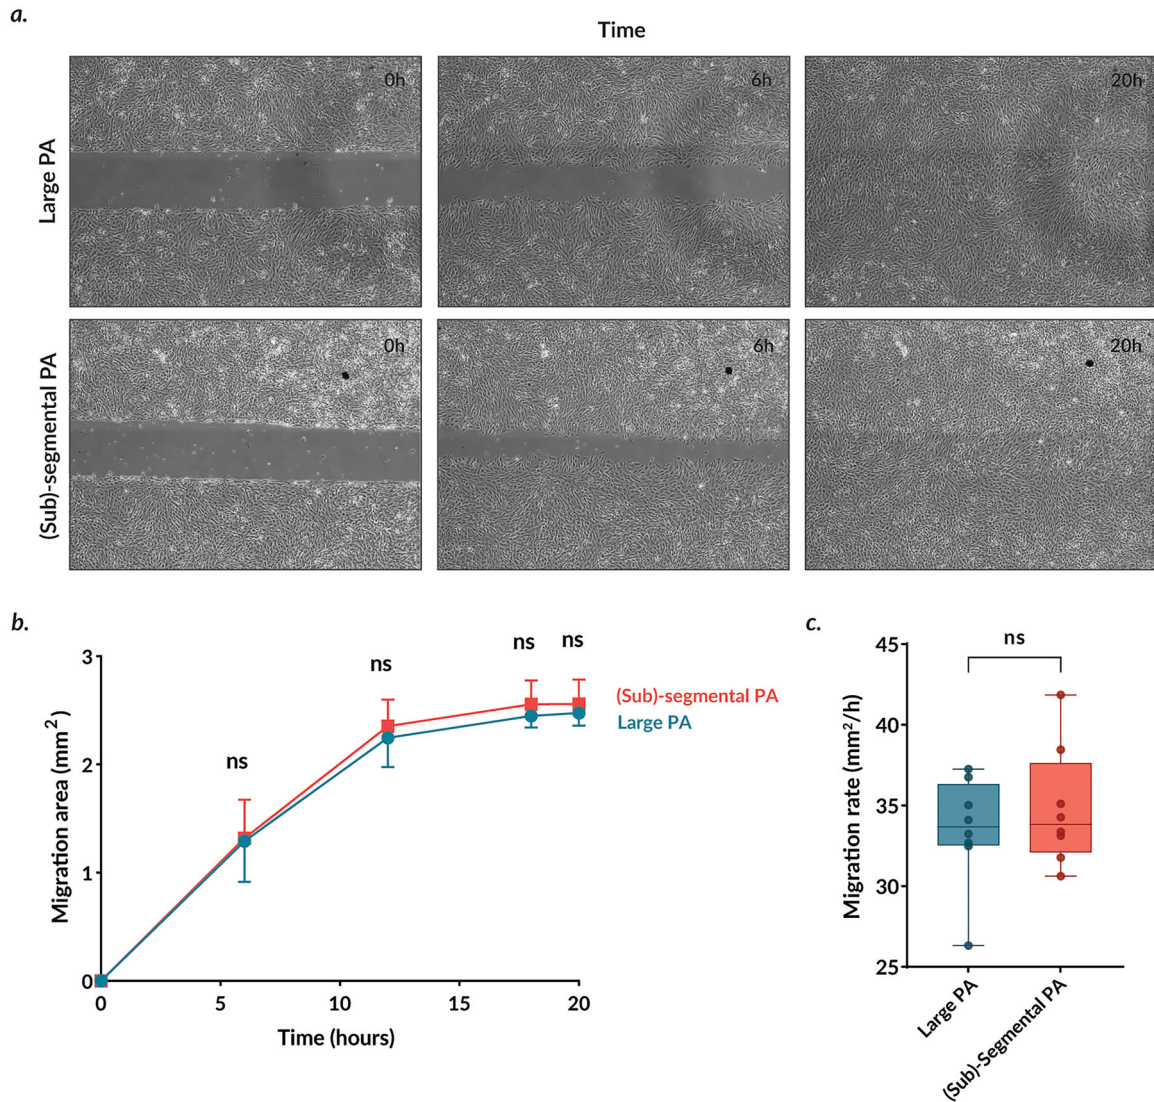 a.
Time
Large PA
0h
6h
20h
(Sub)-segmental PA
0h
6h
20h
b.
Migration area (mm²)
3
2
1
0
ns
ns
ns
ns
(Sub)-segmental PA
Large PA
0
5
10
15
20
Time (hours)
c.
Migration rate (mm²/h)
45
40
35
30
25
ns
Large PA
(Sub)-Segmental PA